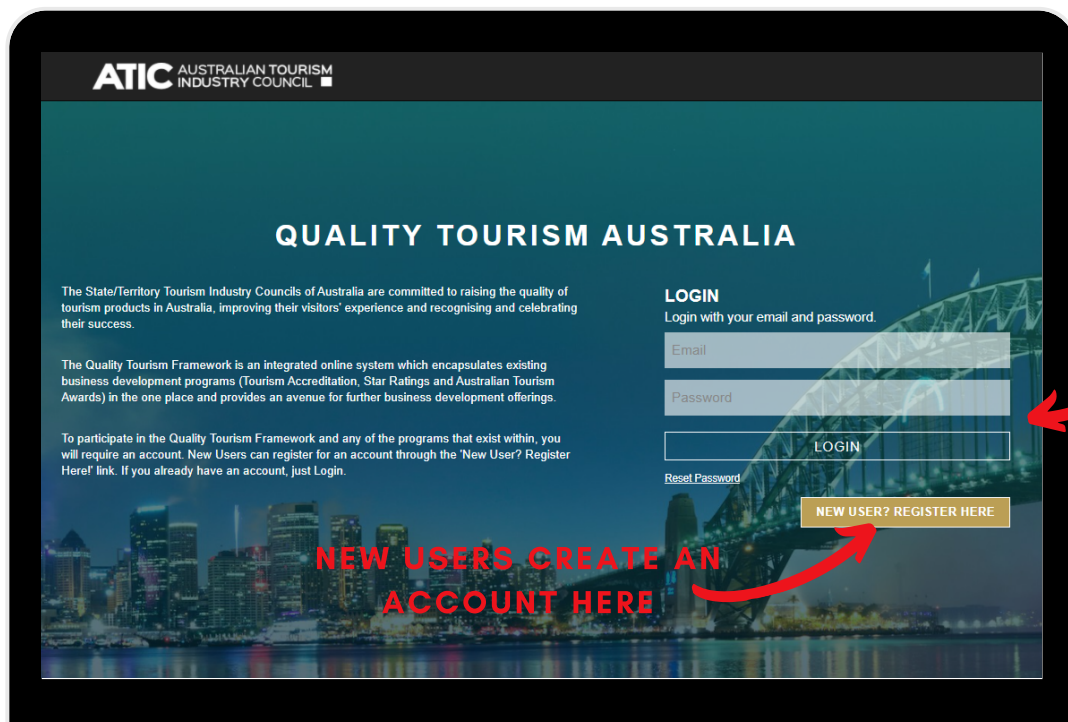 ATIC AUSTRALIAN TOURISM
INDUSTRY COUNCIL
QUALITY TOURISM AUSTRALIA
The State/Territory Tourism Industry Councils of Australia are committed to raising the quality of
tourism products in Australia, improving their visitors' experience and recognising and celebrating
their success.
The Quality Tourism Framework is an integrated online system which encapsulates existing
business development programs (Tourism Accreditation, Star Ratings and Australian Tourism
Awards) in the one place and provides an avenue for further business development offerings.
To participate in the Quality Tourism Framework and any of the programs that exist within, you
will require an account. New Users can register for an account through the 'New User? Register
Here!' link. If you already have an account, just Login.
LOGIN
Login with your email and password.
Email
Password
LOGIN
Reset Password
NEW USER? REGISTER HERE
NEW USERS CREATE AN
ACCOUNT HERE